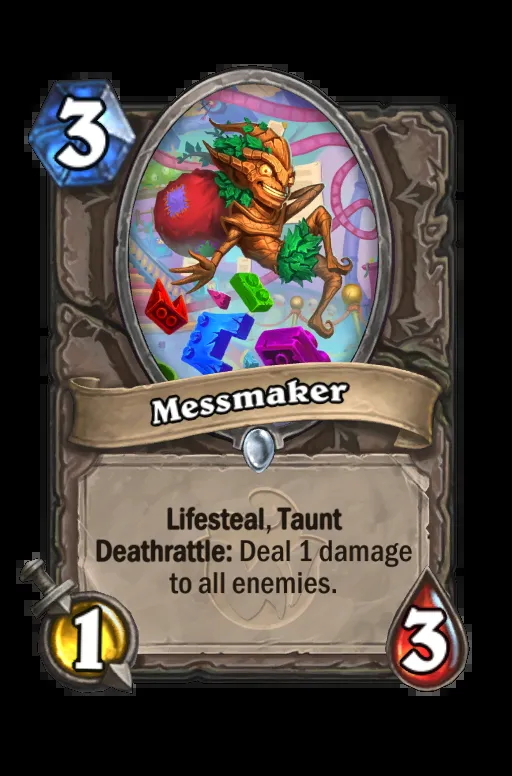 3
Messmaker
Lifesteal, Taunt
Deathrattle: Deal 1 damage
to all enemies.
1
3